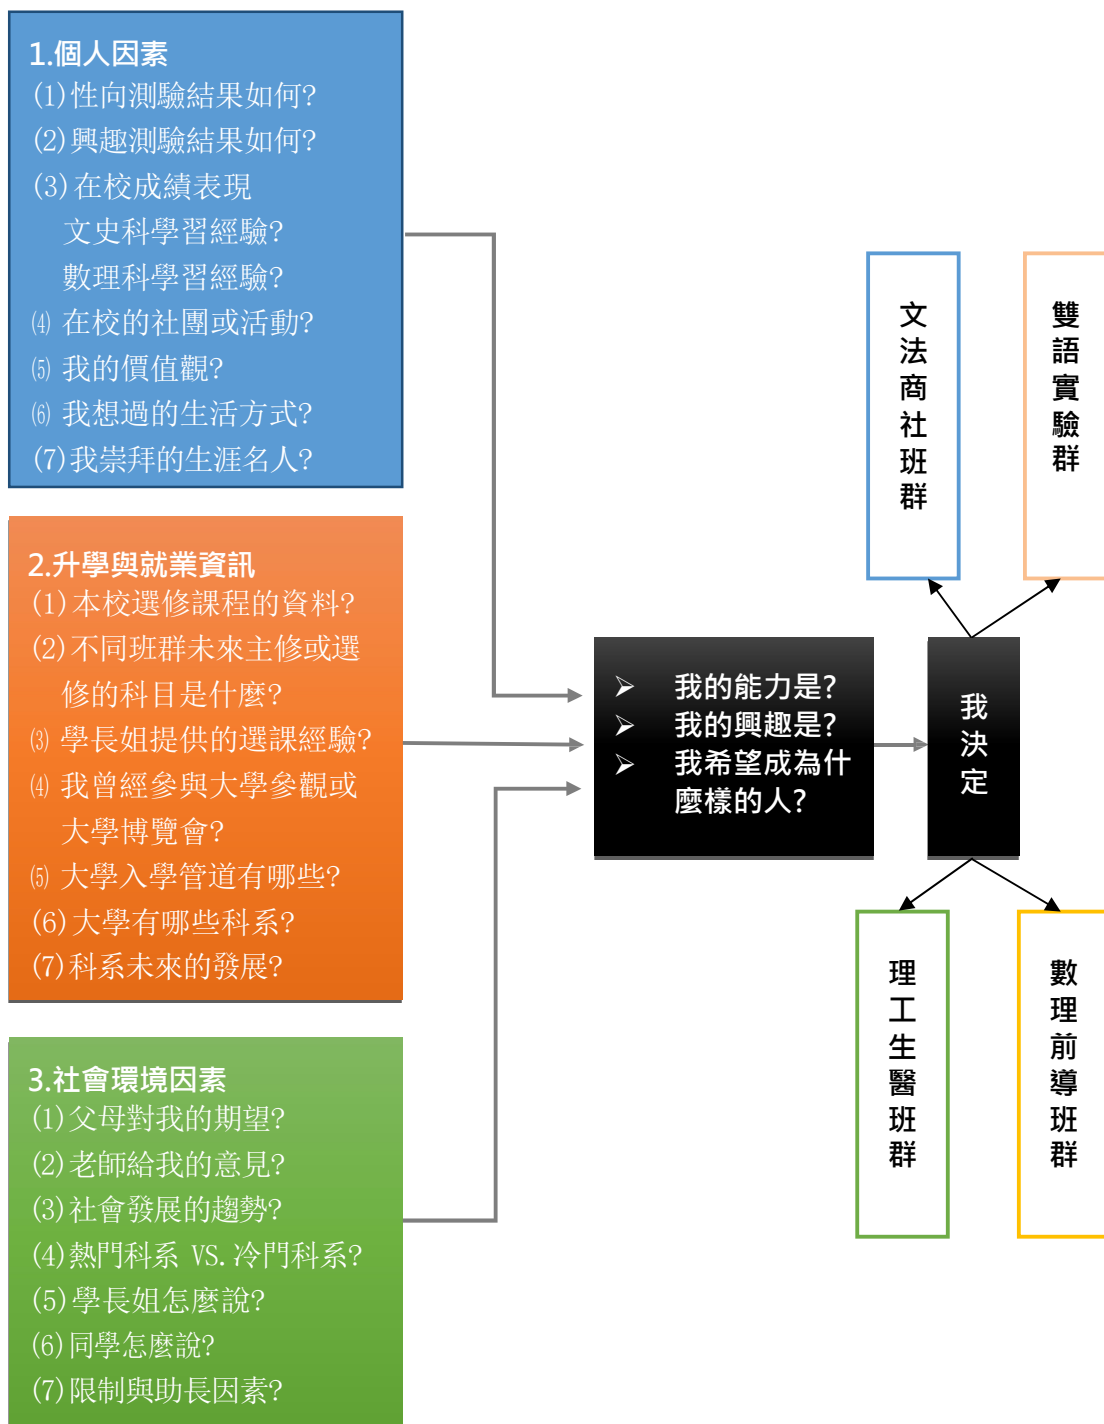 1.個人因素
(1)性向測驗結果如何?
(2)興趣測驗結果如何?
(3)在校成績表現
文史科學習經驗?
數理科學習經驗?
⑷ 在校的社團或活動?
⑸ 我的價值觀?
⑹ 我想過的生活方式?
(7)我崇拜的生涯名人?
2.升學與就業資訊
(1)本校選修課程的資料?
(2)不同班群未來主修或選
修的科目是什麼?
⑶ 學長姐提供的選課經驗?
⑷ 我曾經參與大學參觀或
大學博覽會?
⑸ 大學入學管道有哪些?
(6)大學有哪些科系?
(7)科系未來的發展?
3.社會環境因素
(1)父母對我的期望?
(2)老師給我的意見?
(3)社會發展的趨勢?
(4)熱門科系 VS.冷門科系?
(5)學長姐怎麼說?
(6)同學怎麼說?
(7)限制與助長因素?
➢ 我的能力是?
➢ 我的興趣是?
➢ 我希望成為什
麼樣的人?
我決定
文法商社班群
雙語實驗群
理工生醫班群
數理前導班群